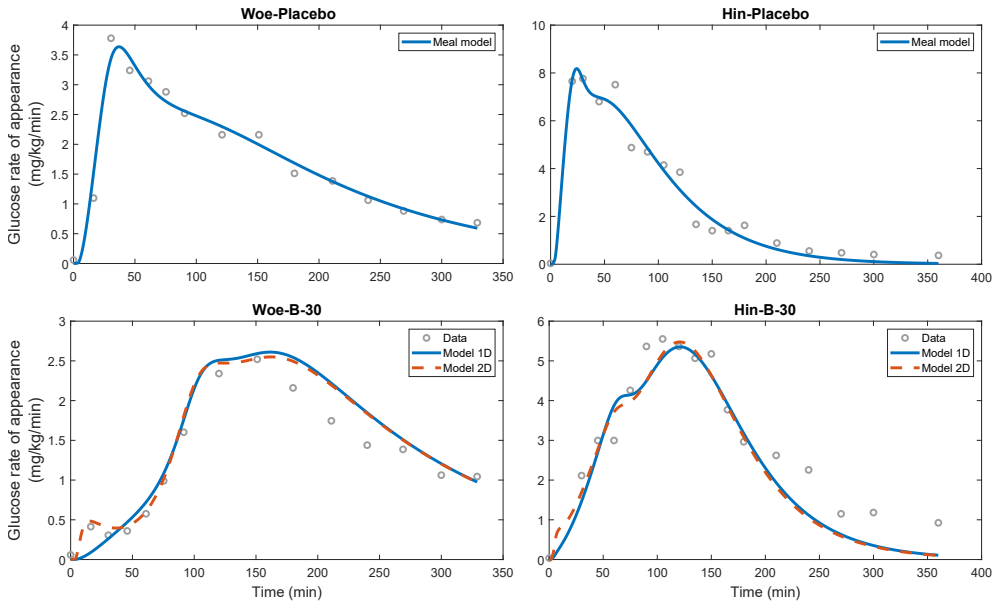 Woe-Placebo
Glucose rate of appearance
(mg/kg/min)
4
3.5
3
2.5
2
1.5
1
0.5
0
0 50 100 150 200 250 300 350
Meal model
Hin-Placebo
10
8
6
4
2
0
0 50 100 150 200 250 300 350 400
Meal model
Woe-B-30
Glucose rate of appearance
(mg/kg/min)
3
2.5
2
1.5
1
0.5
0
0 50 100 150 200 250 300 350
Time (min)
Data
Model 1D
Model 2D
Hin-B-30
6
5
4
3
2
1
0
0 50 100 150 200 250 300 350 400
Time (min)
Data
Model 1D
Model 2D